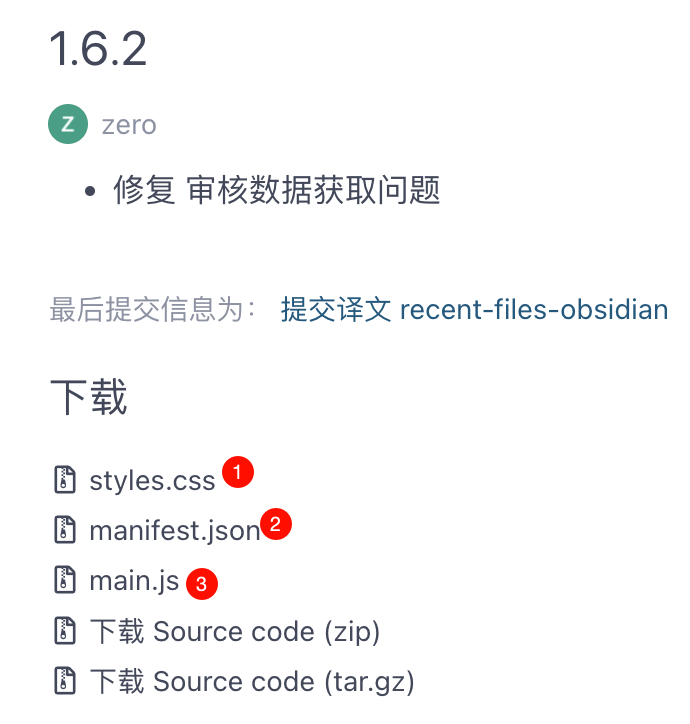 1.6.2
Z zero
• 修复 审核数据获取问题
最后提交信息为： 提交译文 recent-files-obsidian
下载
styles.css 1
manifest.json 2
main.js 3
下载 Source code (zip)
下载 Source code (tar.gz)